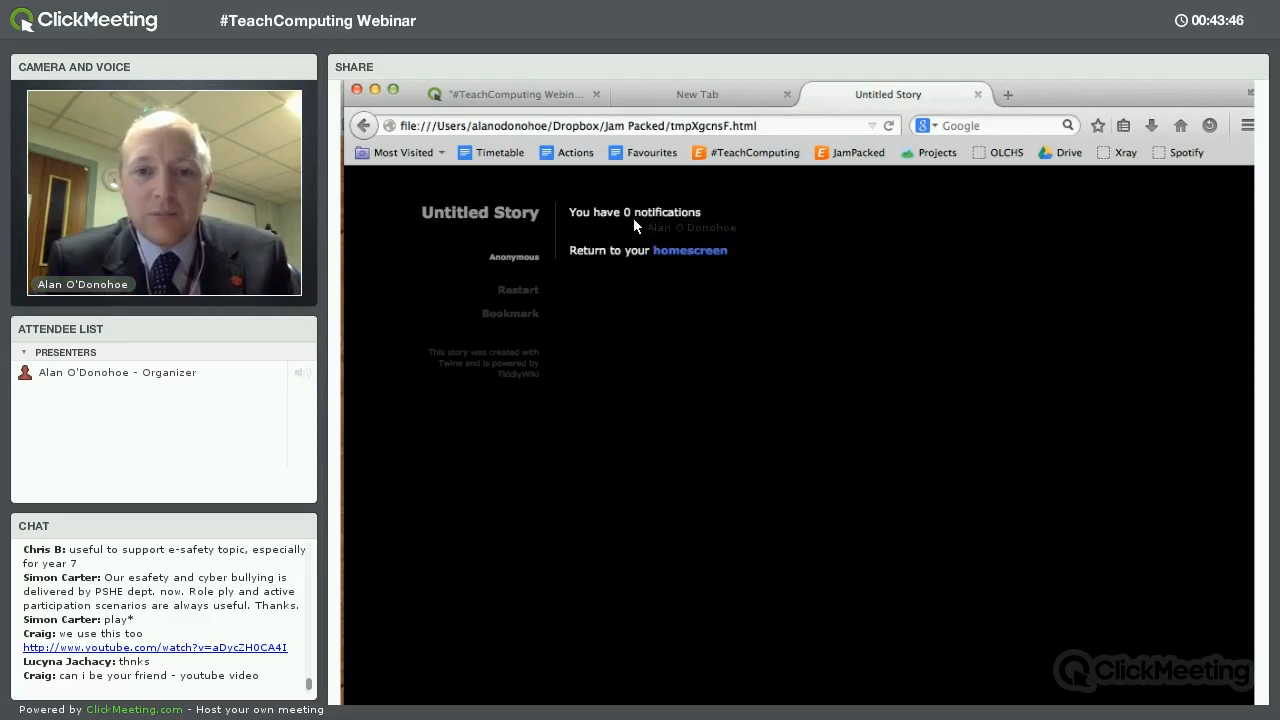 ClickMeeting
#TeachComputing Webinar
00:43:46
CAMERA AND VOICE
Alan O'Donohoe
ATTENDEE LIST
PRESENTERS
Alan O'Donohoe - Organizer
CHAT
Chris B: useful to support e-safety topic, especially
for year 7
Simon Carter: Our esafety and cyber bullying is
delivered by PSHE dept. now. Role ply and active
participation scenarios are always useful. Thanks.
Simon Carter: play*
Craig: we use this too
http://www.youtube.com/watch?v=aDycZH0CA4I
Lucyna Jachacy: thnks
Craig: can i be your friend - youtube video
Powered by ClickMeeting.com - Host your own meeting
SHARE
"#TeachComputing Webin...
New Tab
Untitled Story
file:///Users/alanodonohoe/Dropbox/Jam Packed/tmpXgcnsF.html
Google
Most Visited
Timetable
Actions
Favourites
#TeachComputing
JamPacked
Projects
OLCHS
Drive
Xray
Spotify
Untitled Story
Anonymous
Restart
Bookmark
This story was created with
Twine and is powered by
TiddlyWiki
You have 0 notifications
Alan O Donohoe
Return to your homescreen
ClickMeeting